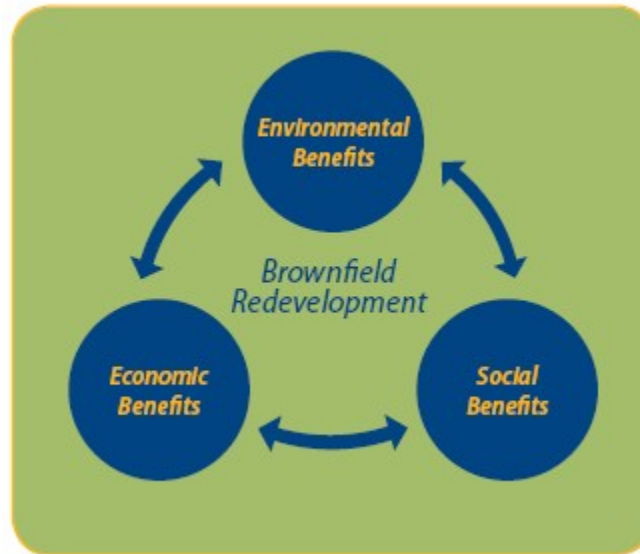 Environmental
Benefits
Brownfield
Redevelopment
Economic
Benefits
Social
Benefits